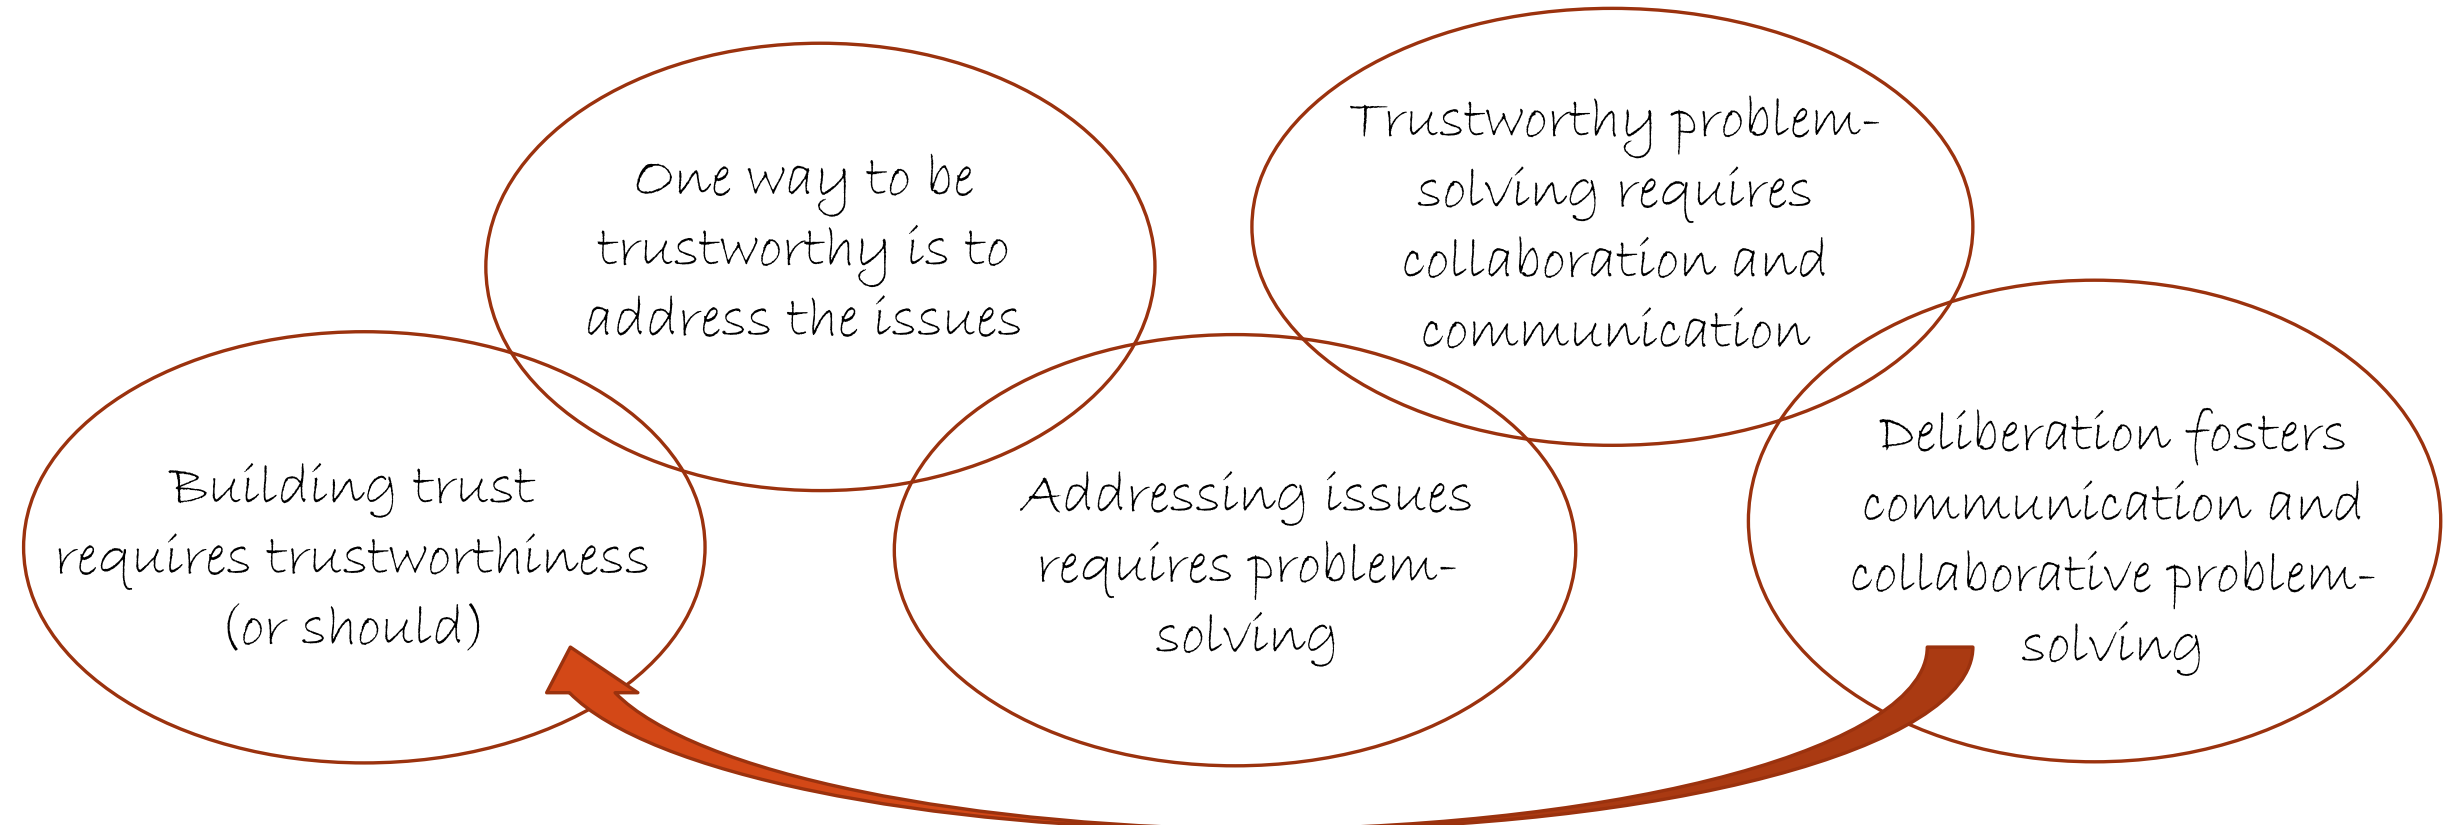 Building trust
requires trustworthiness
(or should)
One way to be
trustworthy is to
address the issues
Addressing issues
requires problem-
solving
Trustworthy problem-
solving requires
collaboration and
communication
Deliberation fosters
communication and
collaborative problem-
solving